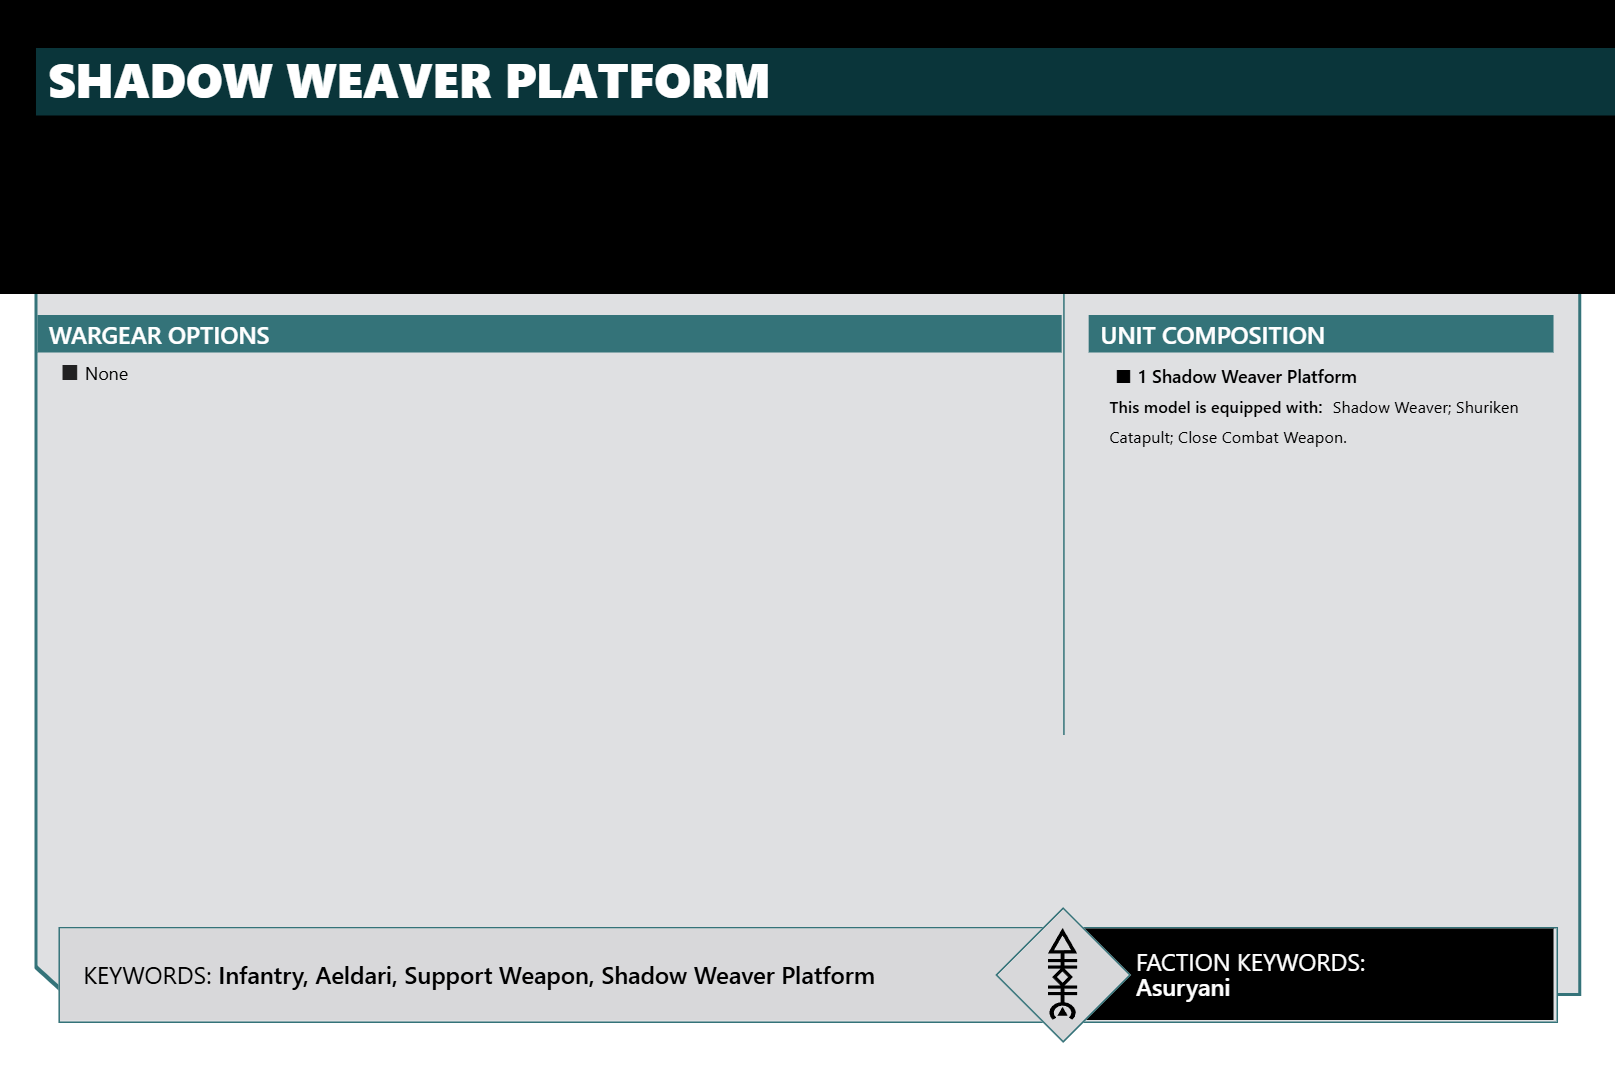 SHADOW WEAVER PLATFORM
WARGEAR OPTIONS
■ None
UNIT COMPOSITION
■ 1 Shadow Weaver Platform
This model is equipped with: Shadow Weaver; Shuriken
Catapult; Close Combat Weapon.
KEYWORDS: Infantry, Aeldari, Support Weapon, Shadow Weaver Platform
FACTION KEYWORDS:
Asuryani